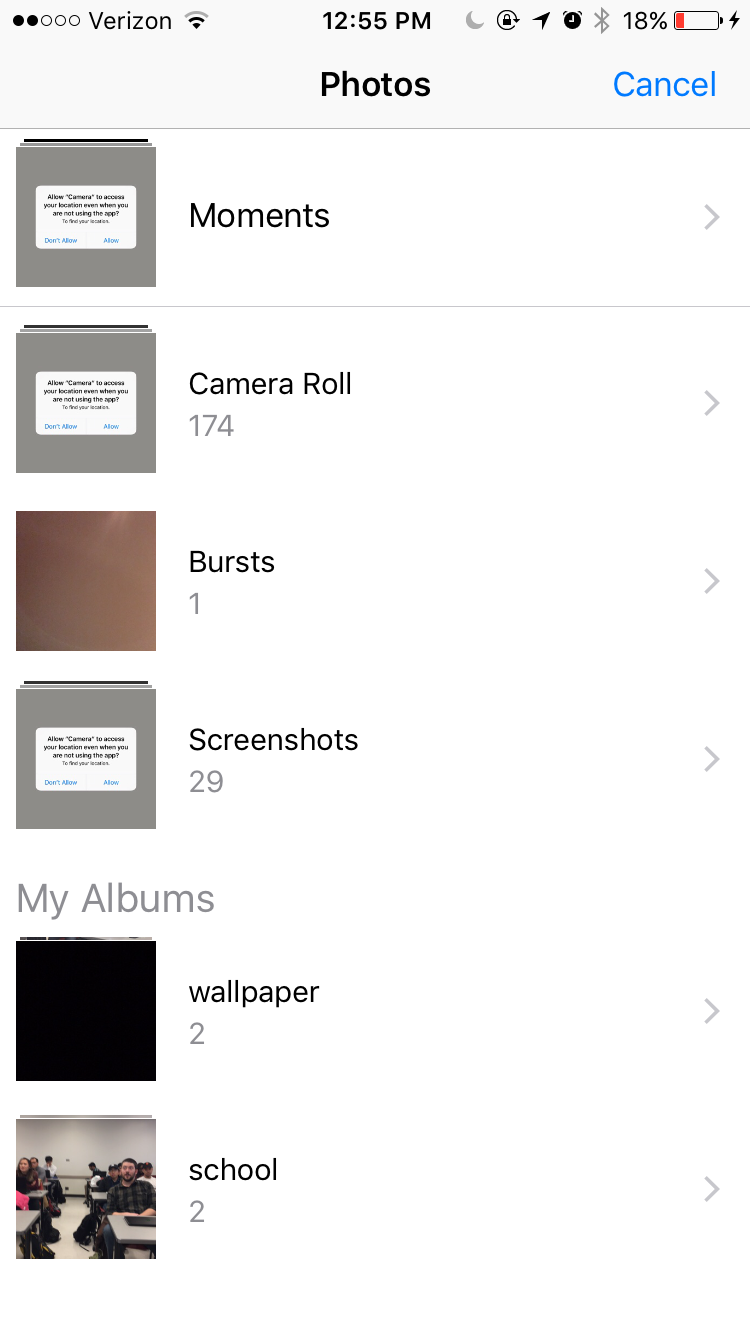 Verizon 12:55 PM 18%
Photos Cancel
Allow "Camera" to access
your location even when you
are not using the app?
To find your location.
Don't Allow Allow
Moments
Allow "Camera" to access
your location even when you
are not using the app?
To find your location.
Don't Allow Allow
Camera Roll
174
Bursts
1
Allow "Camera" to access
your location even when you
are not using the app?
To find your location.
Don't Allow Allow
Screenshots
29
My Albums
wallpaper
2
school
2